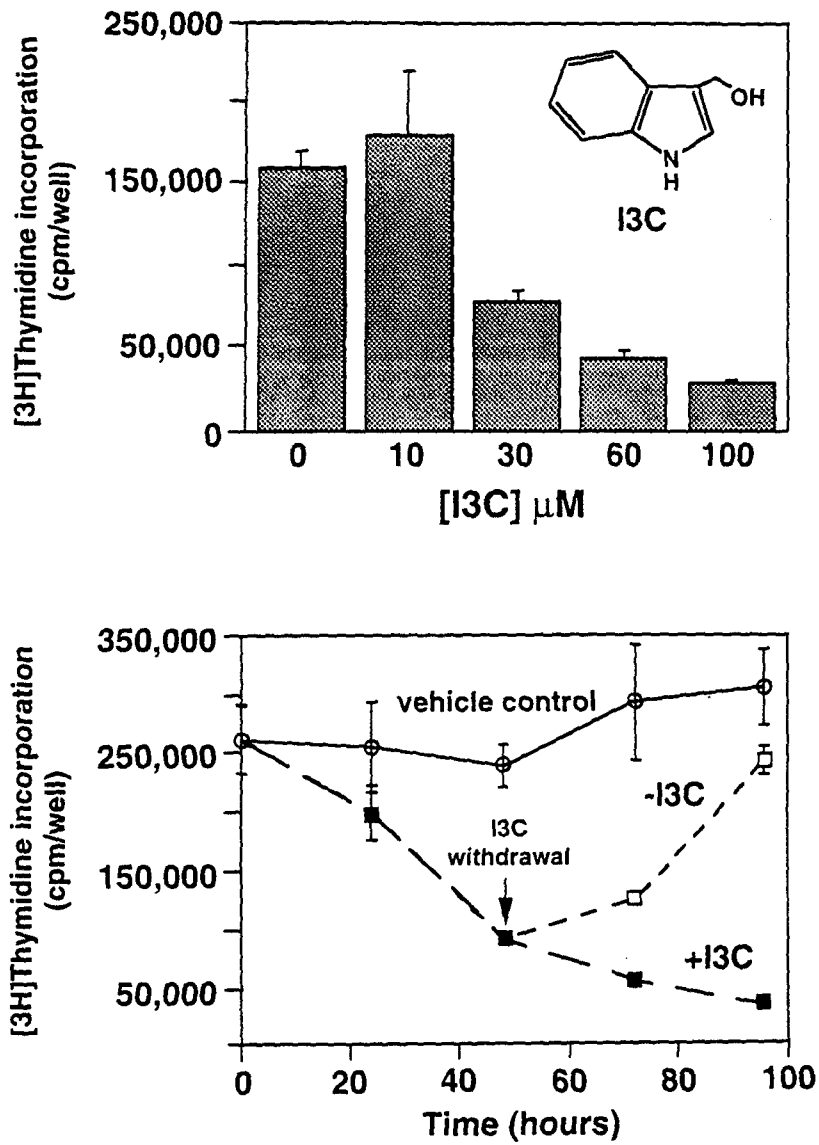 [3H]Thymidine incorporation
(cpm/well)
250,000
150,000
50,000
0
OH
N
H
I3C
0 10 30 60 100
[I3C] μM
[3H]Thymidine incorporation
(cpm/well)
350,000
250,000
150,000
50,000
vehicle control
-I3C
I3C
withdrawal
+I3C
0 20 40 60 80 100
Time (hours)